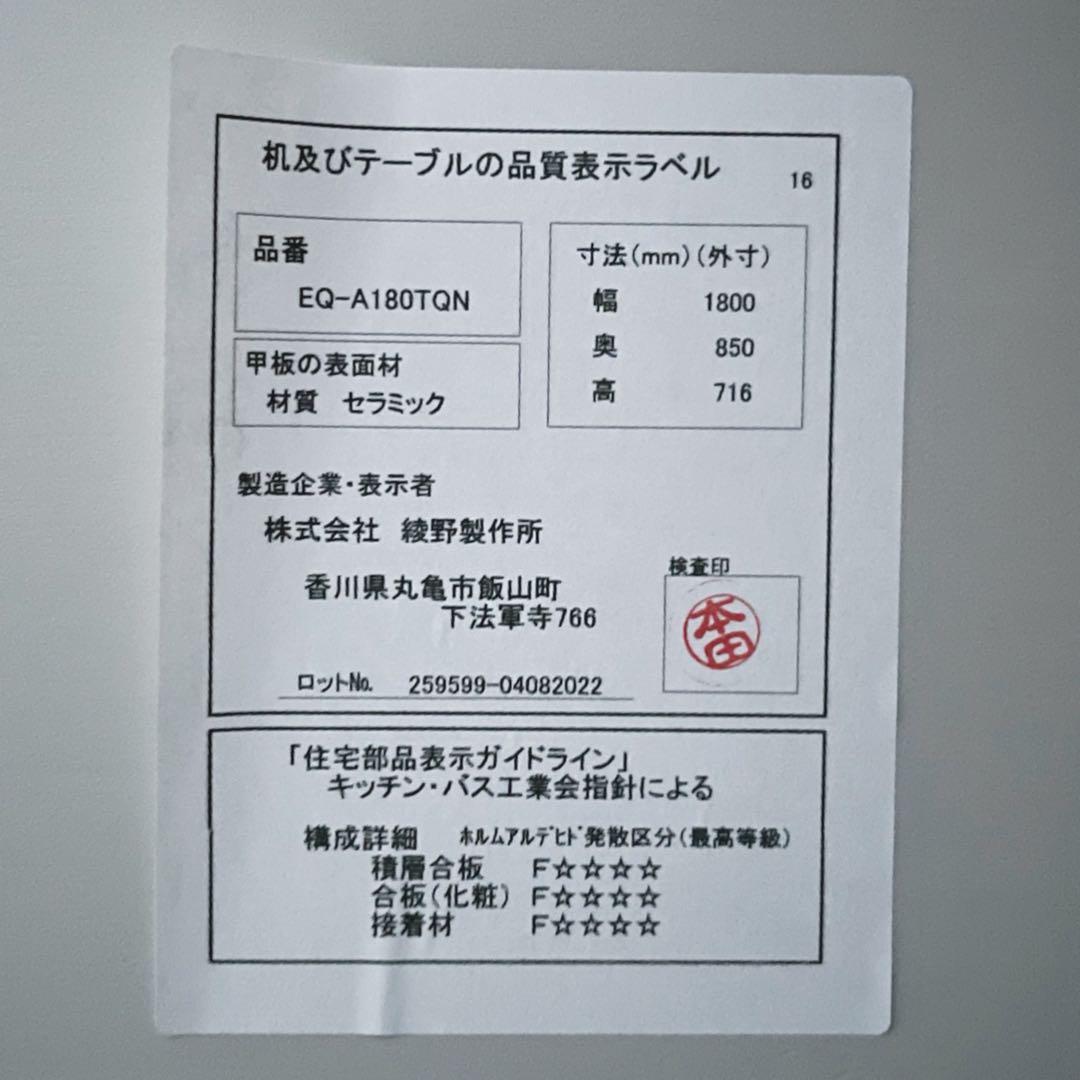 机及びテーブルの品質表示ラベル
16
品番
EQ-A180TQN
甲板の表面材
材質 セラミック
寸法(mm)(外寸)
幅 1800
奥 850
高 716
製造企業・表示者
株式会社 綾野製作所
香川県丸亀市飯山町
下法軍寺766
検査印
本田
ロットNo. 259599-04082022
「住宅部品表示ガイドライン」
キッチン・バス工業会指針による
構成詳細 ﾎﾙﾑｱﾙﾃﾞﾋﾄﾞ発散区分(最高等級)
積層合板 F☆☆☆☆
合板(化粧) F☆☆☆☆
接着材 F☆☆☆☆